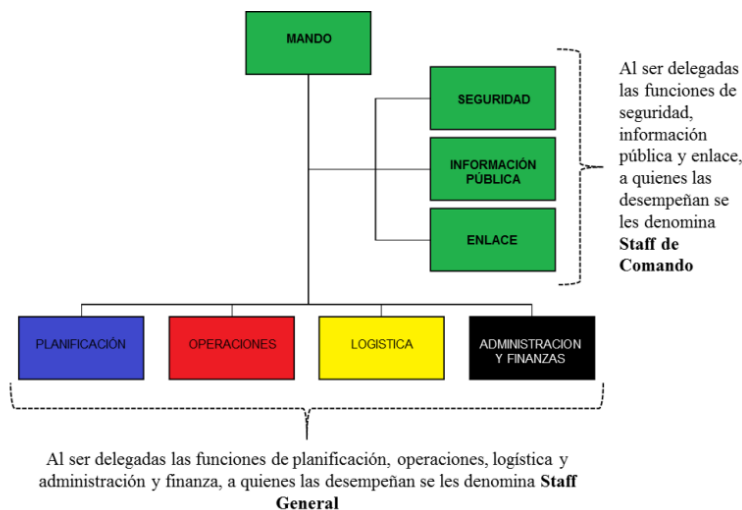 MANDO
SEGURIDAD
INFORMACIÓN
PÚBLICA
ENLACE
Al ser delegadas
las funciones de
seguridad,
información
pública y enlace,
a quienes las
desempeñan se
les denomina
Staff de
Comando
PLANIFICACIÓN
OPERACIONES
LOGISTICA
ADMINISTRACION
Y FINANZAS
Al ser delegadas las funciones de planificación, operaciones, logística y
administración y finanza, a quienes las desempeñan se les denomina Staff
General